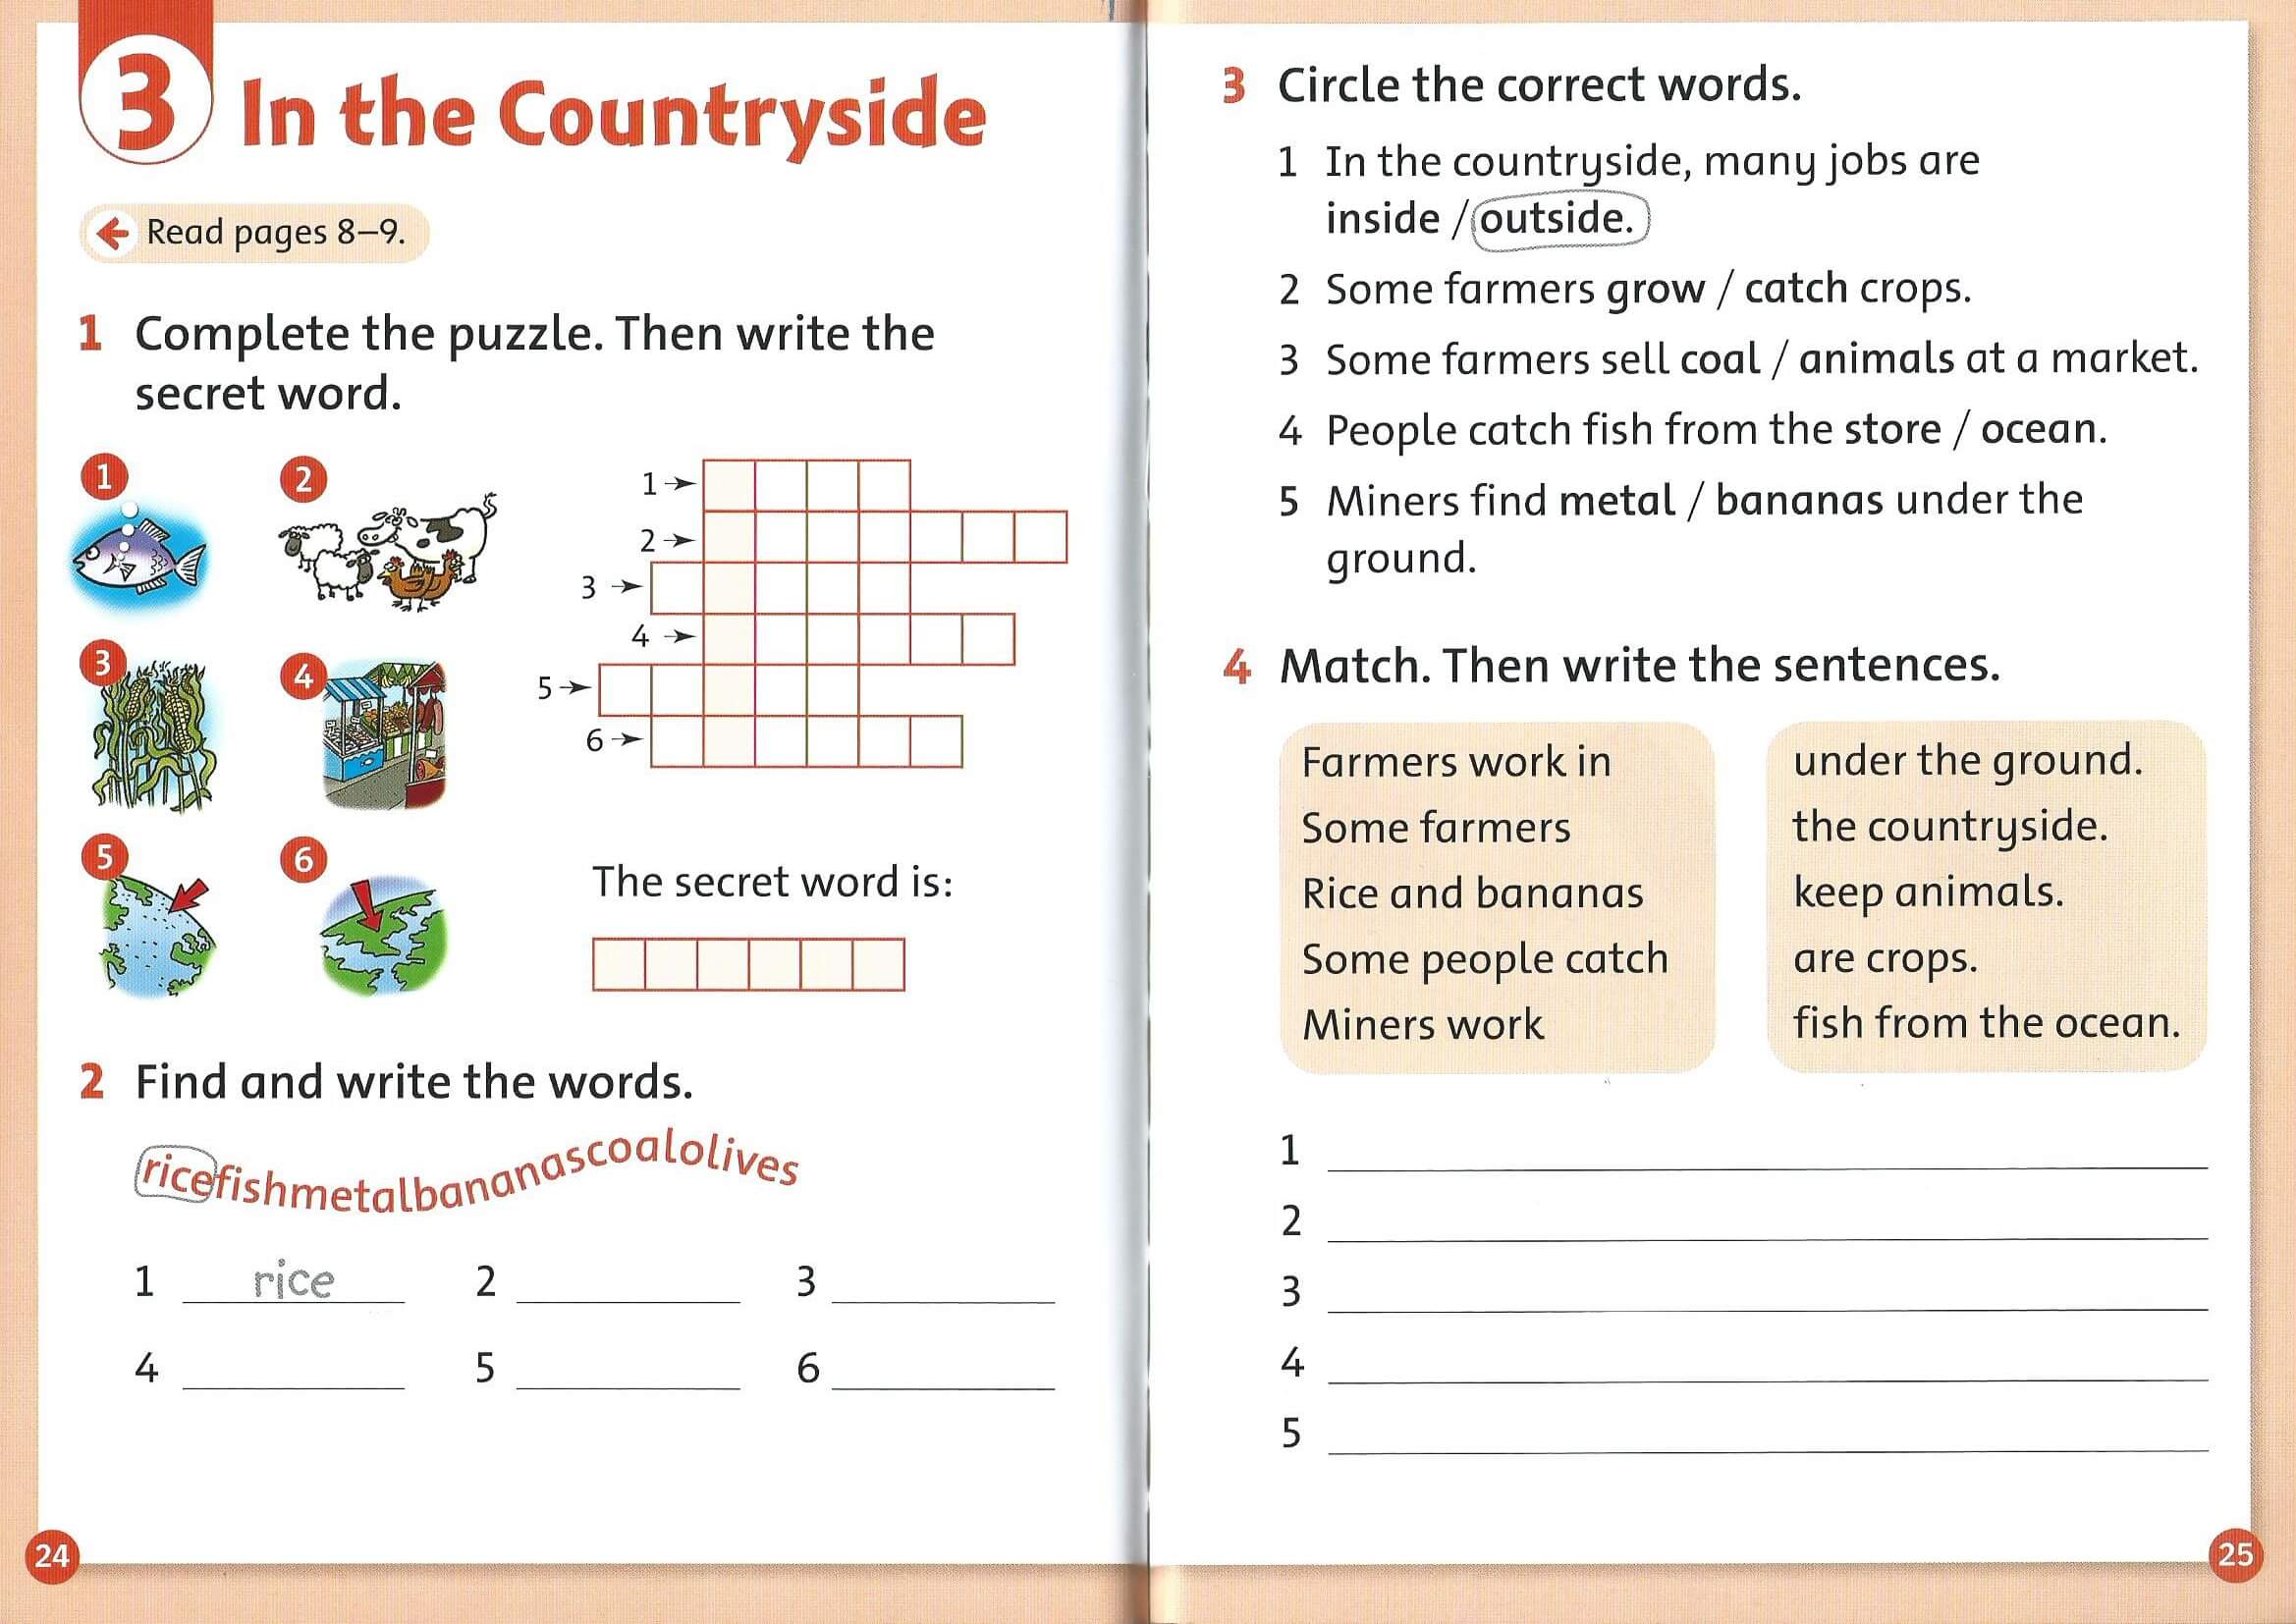 3 In the Countryside
Read pages 8–9.
1 Complete the puzzle. Then write the
secret word.
1
2
3
4
5
6
1
2
3
4
5
6
The secret word is:
2 Find and write the words.
ricefishmetalbananascoalolives
1 rice 2 3
4 5 6
24
3 Circle the correct words.
1 In the countryside, many jobs are
inside / outside.
2 Some farmers grow / catch crops.
3 Some farmers sell coal / animals at a market.
4 People catch fish from the store / ocean.
5 Miners find metal / bananas under the
ground.
4 Match. Then write the sentences.
Farmers work in
Some farmers
Rice and bananas
Some people catch
Miners work
under the ground.
the countryside.
keep animals.
are crops.
fish from the ocean.
1
2
3
4
5
25